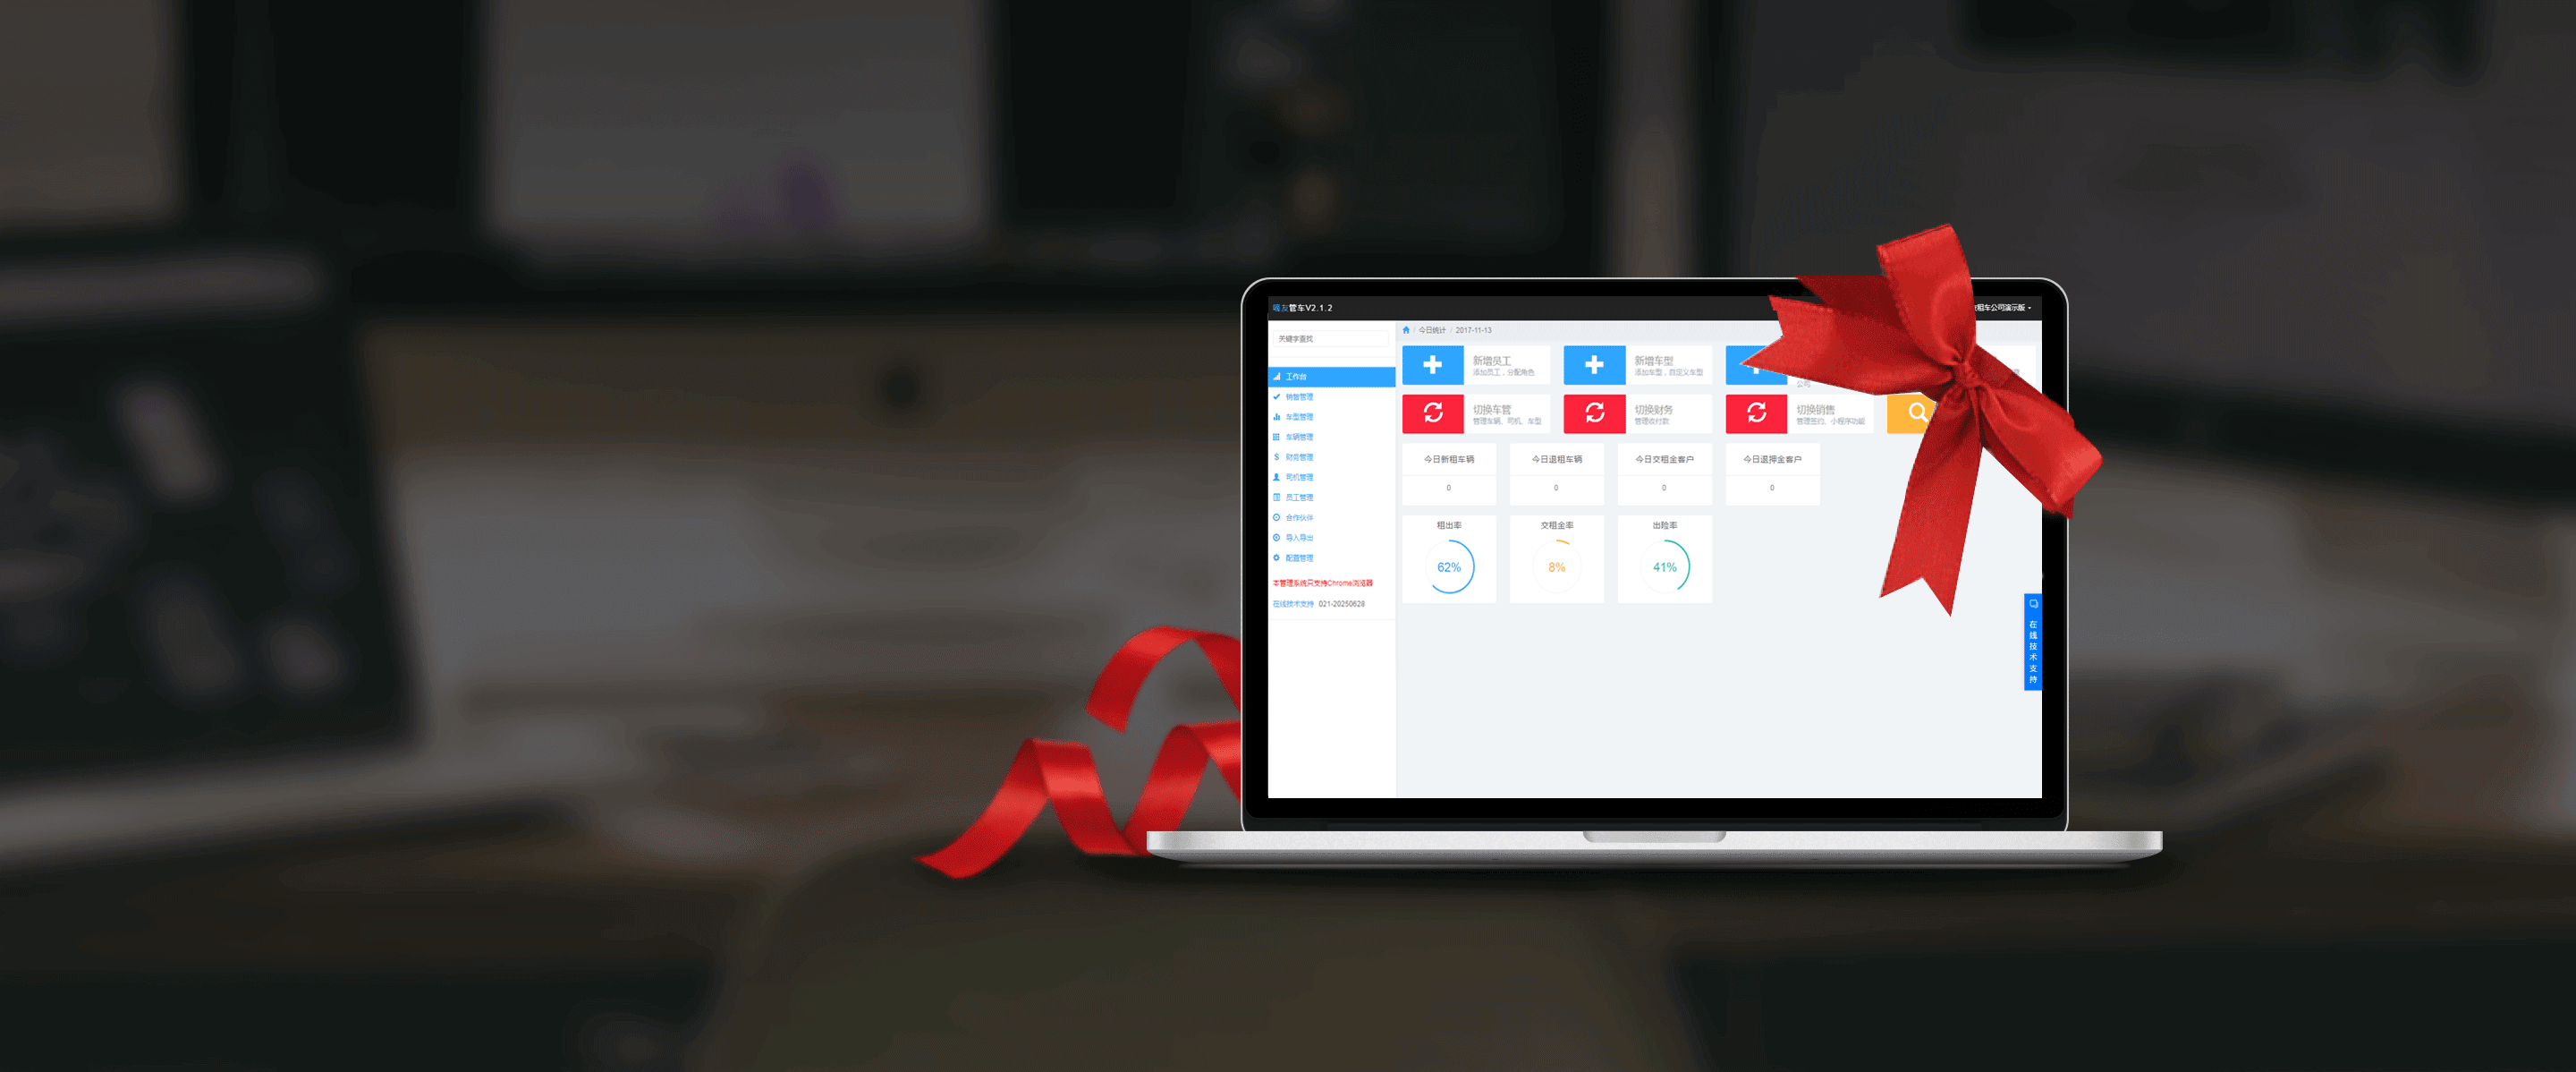 嘀友管车V2.1.2
租车公司演示版
关键字查找
今日统计 / 2017-11-13
工作台
销售管理
车型管理
车辆管理
财务管理
司机管理
员工管理
合作伙伴
导入导出
配置管理
本管理系统只支持Chrome浏览器
在线技术支持 021-20250628
新增员工
添加员工，分配角色
新增车型
添加车型，自定义车型
公司
切换车管
管理车辆、司机、车型
切换财务
管理收付款
切换销售
管理签约、小程序功能
今日新租车辆
0
今日退租车辆
0
今日交租金客户
0
今日退押金客户
0
租出率
62%
交租金率
8%
出险率
41%
在线技术支持